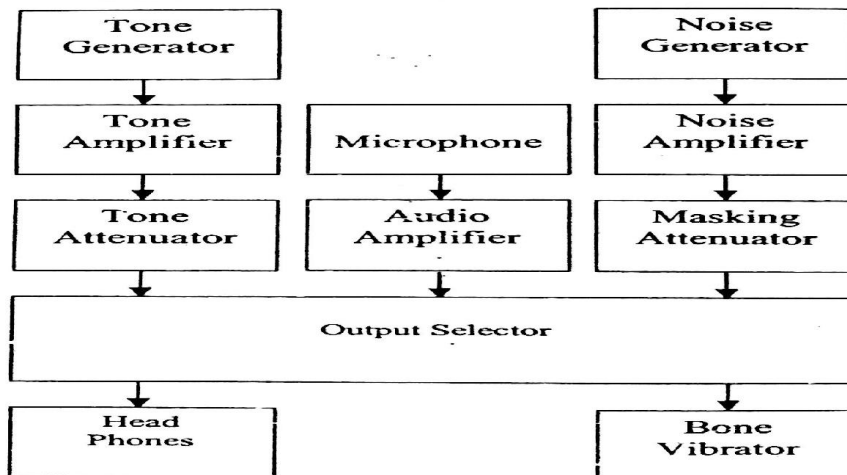 Tone
Generator
Noise
Generator
Tone
Amplifier
Microphone
Noise
Amplifier
Tone
Attenuator
Audio
Amplifier
Masking
Attenuator
Output Selector
Head
Phones
Bone
Vibrator